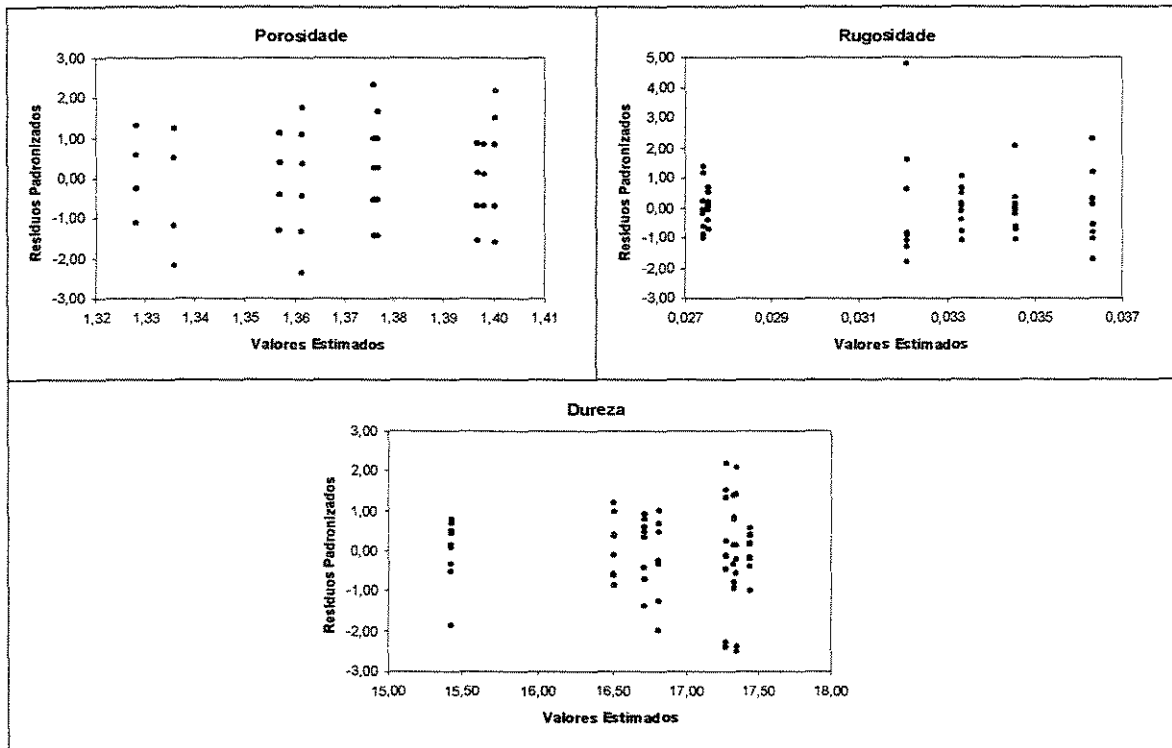 Porosidade
Resíduos Padronizados
3,00
2,00
1,00
0,00
-1,00
-2,00
-3,00
1,32 1,33 1,34 1,35 1,36 1,37 1,38 1,39 1,40 1,41
Valores Estimados
Rugosidade
Resíduos Padronizados
5,00
4,00
3,00
2,00
1,00
0,00
-1,00
-2,00
-3,00
0,027 0,029 0,031 0,033 0,035 0,037
Valores Estimados
Dureza
Resíduos Padronizados
3,00
2,00
1,00
0,00
-1,00
-2,00
-3,00
15,00 15,50 16,00 16,50 17,00 17,50 18,00
Valores Estimados